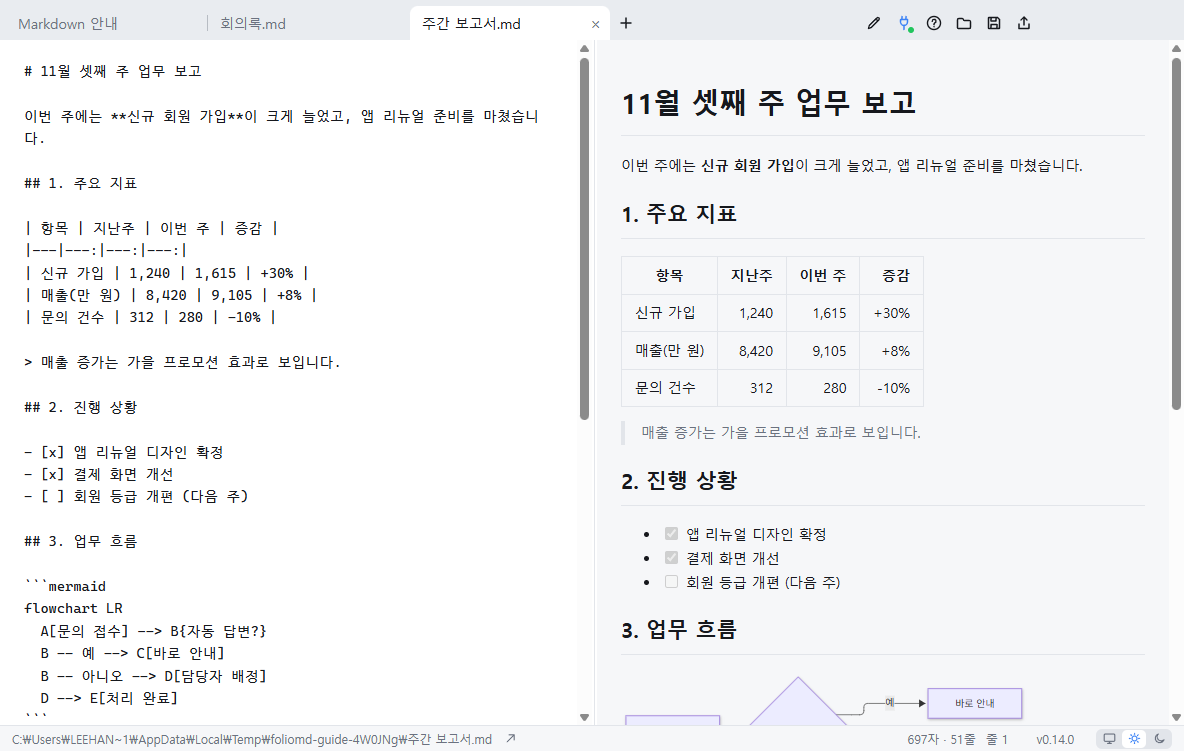 Markdown 안내
회의록.md
주간 보고서.md
# 11월 셋째 주 업무 보고
이번 주에는 **신규 회원 가입**이 크게 늘었고, 앱 리뉴얼 준비를 마쳤습니
다.
## 1. 주요 지표
| 항목 | 지난주 | 이번 주 | 증감 |
|---|---:|---:|---:|
| 신규 가입 | 1,240 | 1,615 | +30% |
| 매출(만 원) | 8,420 | 9,105 | +8% |
| 문의 건수 | 312 | 280 | -10% |
> 매출 증가는 가을 프로모션 효과로 보입니다.
## 2. 진행 상황
- [x] 앱 리뉴얼 디자인 확정
- [x] 결제 화면 개선
- [ ] 회원 등급 개편 (다음 주)
## 3. 업무 흐름
```mermaid
flowchart LR
A[문의 접수] --> B{자동 답변?}
B -- 예 --> C[바로 안내]
B -- 아니오 --> D[담당자 배정]
D --> E[처리 완료]
```
11월 셋째 주 업무 보고
이번 주에는 신규 회원 가입이 크게 늘었고, 앱 리뉴얼 준비를 마쳤습니다.
1. 주요 지표
항목 지난주 이번 주 증감
신규 가입 1,240 1,615 +30%
매출(만 원) 8,420 9,105 +8%
문의 건수 312 280 -10%
매출 증가는 가을 프로모션 효과로 보입니다.
2. 진행 상황
앱 리뉴얼 디자인 확정
결제 화면 개선
회원 등급 개편 (다음 주)
3. 업무 흐름
예
바로 안내
C:₩Users₩LEEHAN~1₩AppData₩Local₩Temp₩foliomd-guide-4W0JNg₩주간 보고서.md
697자 · 51줄 줄 1
v0.14.0